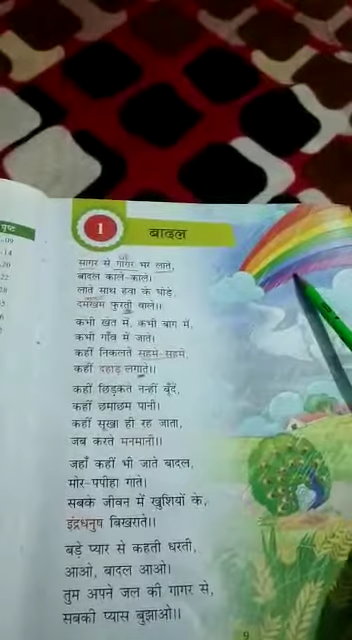 पृष्ठ
1
बादल
सागर से गागर भर लाते,
बादल काले-काले।
लाते साथ हवा के घोड़े,
दमखम फुरती वाले।।
कभी खेत में, कभी बाग में,
कभी गाँव में जाते।
कहीं निकलते सहमे-सहमे,
कहीं दहाड़ लगाते।।
कहीं छिड़कते नन्हीं बूँदें,
कहीं छमाछम पानी।
कहीं सूखा ही रह जाता,
जब करते मनमानी।।
जहाँ कहीं भी जाते बादल,
मोर-पपीहा गाते।
सबके जीवन में खुशियों के,
इंद्रधनुष बिखराते।।
बड़े प्यार से कहती धरती,
आओ, बादल आओ।
तुम अपने जल की गागर से,
सबकी प्यास बुझाओ।।
9